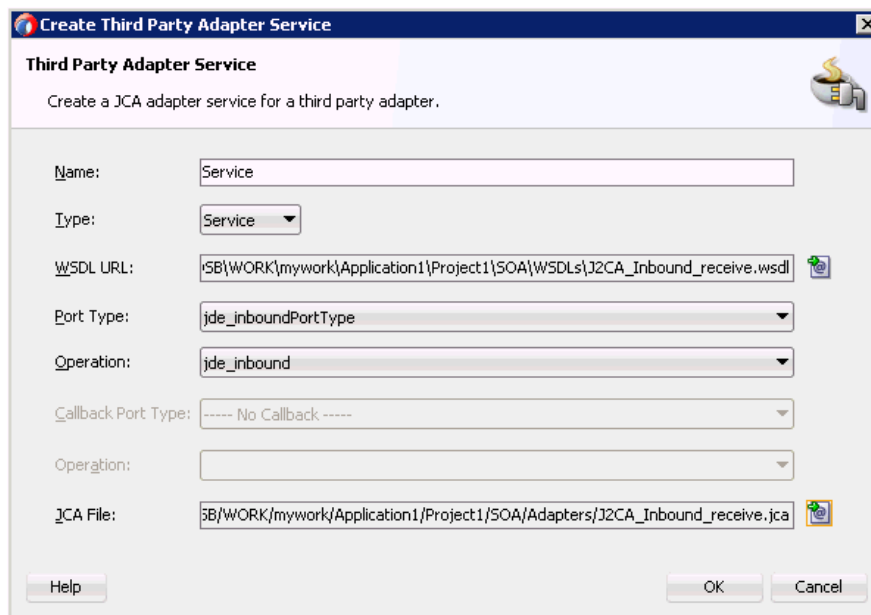 Create Third Party Adapter Service
Third Party Adapter Service
Create a JCA adapter service for a third party adapter.
Name: Service
Type: Service
WSDL URL: SB\WORK\mywork\Application1\Project1\SOA\WSDLs\J2CA_Inbound_receive.wsdl
Port Type: jde_inboundPortType
Operation: jde_inbound
Callback Port Type: ----- No Callback -----
Operation:
JCA File: SB/WORK/mywork/Application1/Project1/SOA/Adapters/J2CA_Inbound_receive.jca
Help OK Cancel